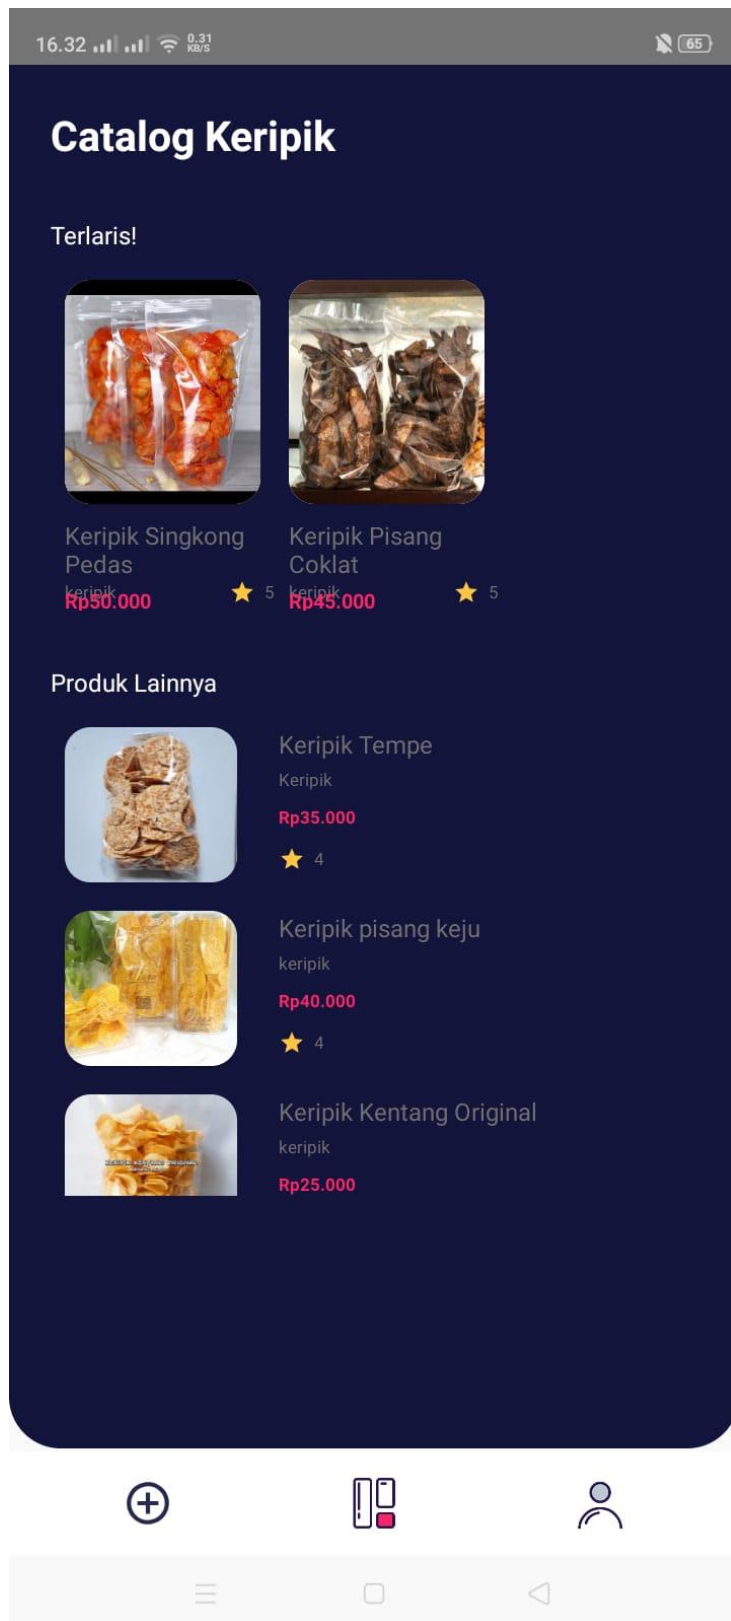 16.32
0.31
KB/S
65
Catalog Keripik
Terlaris!
Keripik Singkong
Pedas
keripik
Rp50.000
5
Keripik Pisang
Coklat
keripik
Rp45.000
5
Produk Lainnya
Keripik Tempe
Keripik
Rp35.000
4
Keripik pisang keju
keripik
Rp40.000
4
Keripik Kentang Original
keripik
Rp25.000